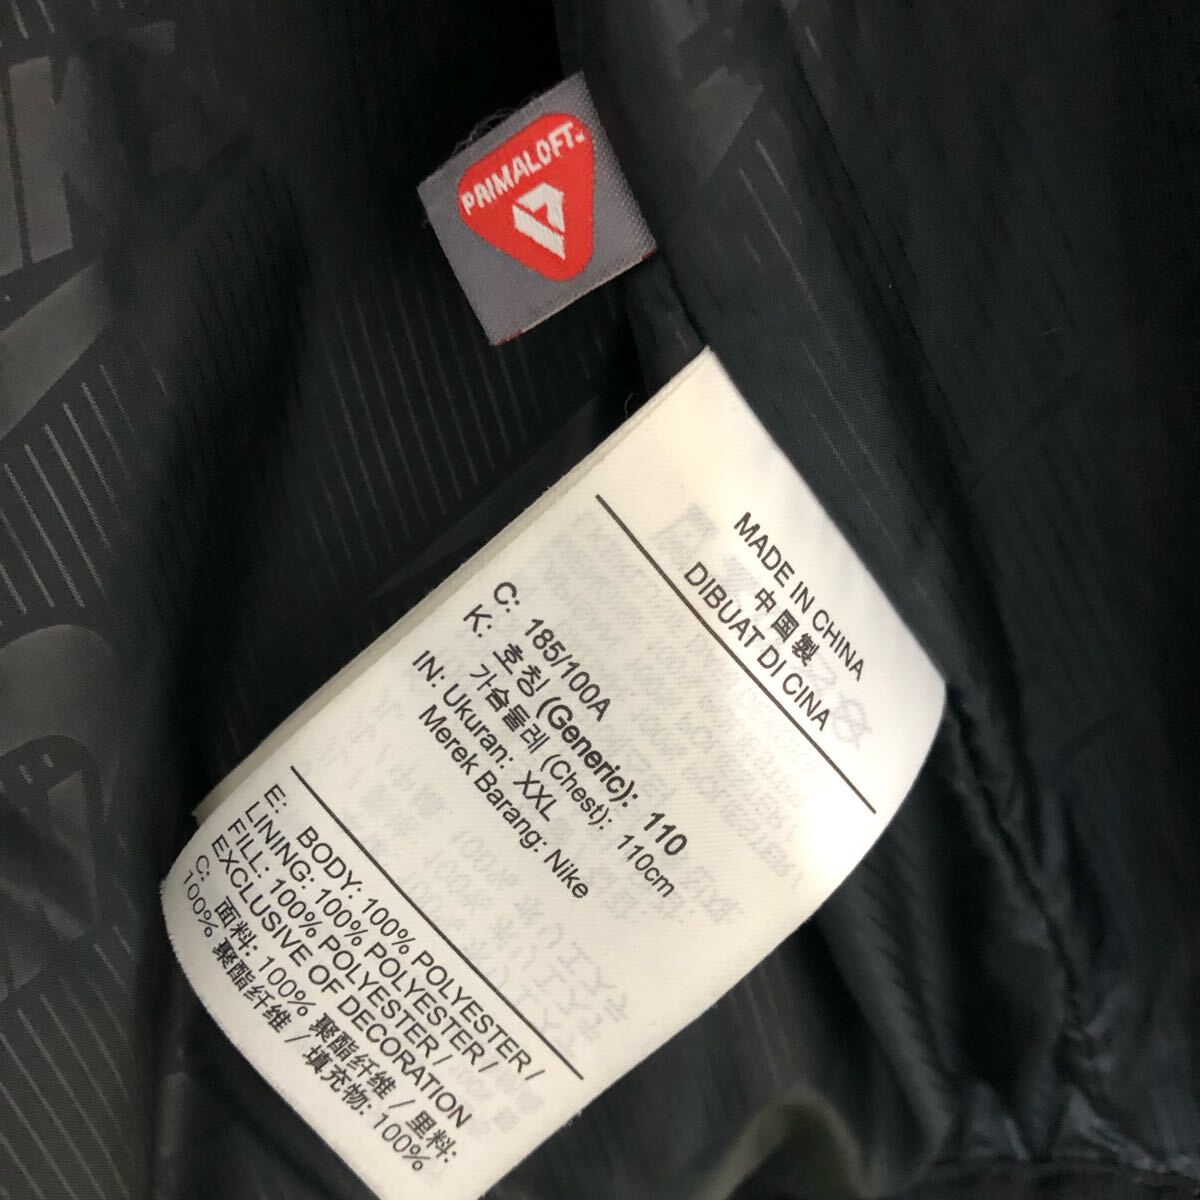 PRIMALOFT
MADE IN CHINA
中国製
DIBUAT DI CINA
C: 185/100A
K: 호칭 (Generic): 110
가슴둘레 (Chest): 110cm
IN: Ukuran: XXL
Merek Barang: Nike
E: BODY: 100% POLYESTER /
LINING: 100% POLYESTER /
FILL: 100% POLYESTER /
EXCLUSIVE OF DECORATION
C: 面料: 100% 聚酯纤维 / 里料:
100% 聚酯纤维 / 填充物: 100%